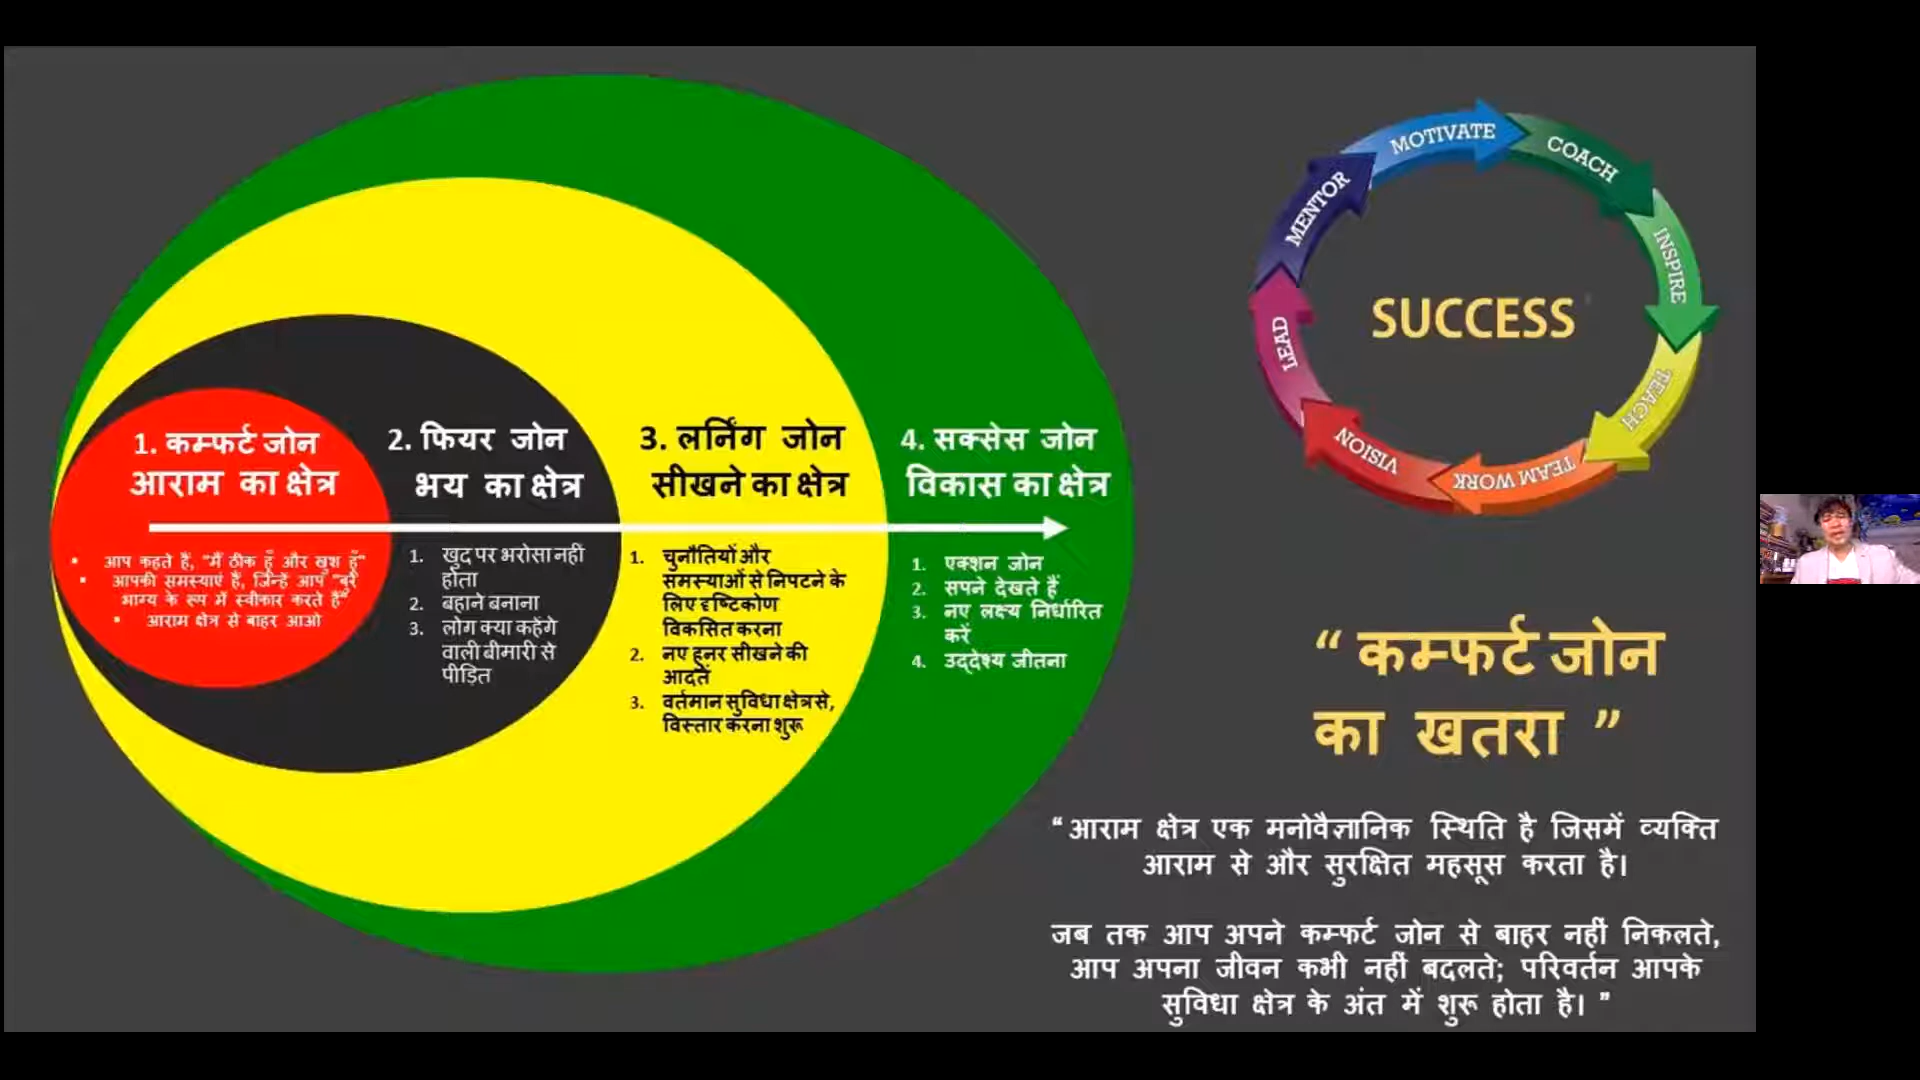 1. कम्फर्ट जोन
आराम का क्षेत्र
• आप कहते हैं, "मैं ठीक हूँ और खुश हूँ"
• आपकी समस्याएं हैं, जिन्हें आप "बुरे
भाग्य के रूप में स्वीकार करते हैं"
• आराम क्षेत्र से बाहर आओ
2. फियर जोन
भय का क्षेत्र
1. खुद पर भरोसा नहीं
होता
2. बहाने बनाना
3. लोग क्या कहेंगे
वाली बीमारी से
पीड़ित
3. लर्निंग जोन
सीखने का क्षेत्र
1. चुनौतियों और
समस्याओं से निपटने के
लिए दृष्टिकोण
विकसित करना
2. नए हूनर सीखने की
आदतें
3. वर्तमान सुविधा क्षेत्र से,
विस्तार करना शुरू
4. सक्सेस जोन
विकास का क्षेत्र
1. एक्शन जोन
2. सपने देखते हैं
3. नए लक्ष्य निर्धारित
करें
4. उद्देश्य जीतना
MOTIVATE
COACH
INSPIRE
TEACH
TEAM WORK
VISION
LEAD
MENTOR
SUCCESS
“ कम्फर्ट जोन
का खतरा ”
“ आराम क्षेत्र एक मनोवैज्ञानिक स्थिति है जिसमें व्यक्ति
आराम से और सुरक्षित महसूस करता है।
जब तक आप अपने कम्फर्ट जोन से बाहर नहीं निकलते,
आप अपना जीवन कभी नहीं बदलते; परिवर्तन आपके
सुविधा क्षेत्र के अंत में शुरू होता है। ”